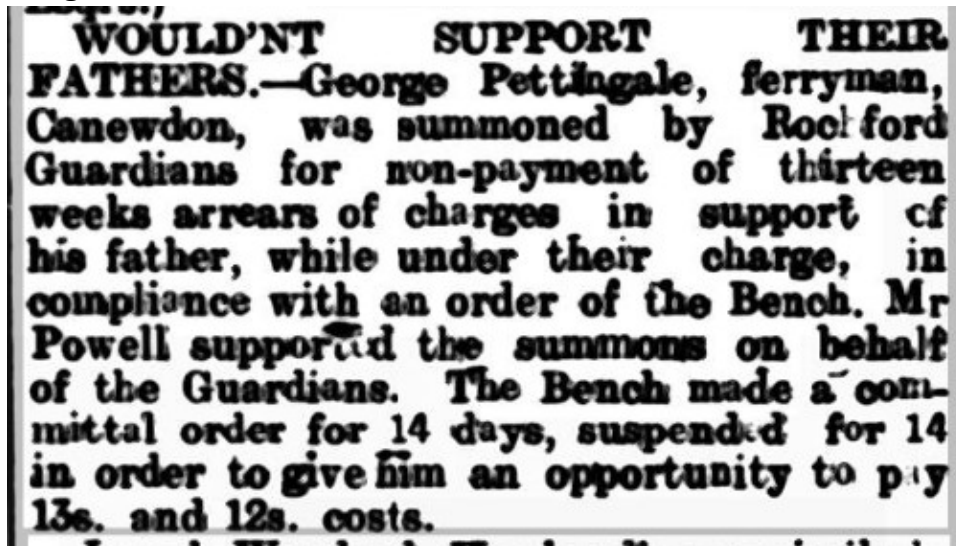 WOULD'NT SUPPORT THEIR
FATHERS.—George Pettingale, ferryman,
Canewdon, was summoned by Rochford
Guardians for non-payment of thirteen
weeks arrears of charges in support of
his father, while under their charge, in
compliance with an order of the Bench. Mr
Powell supported the summons on behalf
of the Guardians. The Bench made a com-
mittal order for 14 days, suspended for 14
in order to give him an opportunity to pay
13s. and 12s. costs.